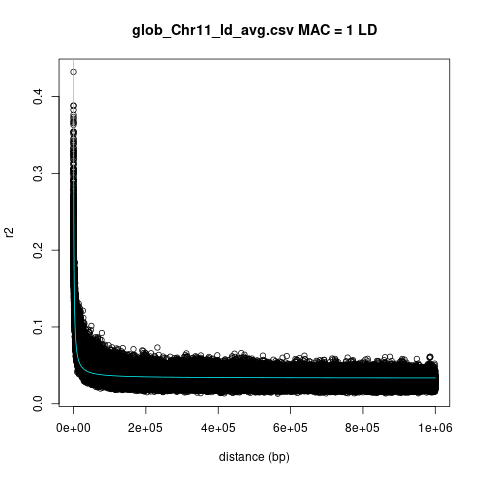 glob_Chr11_ld_avg.csv MAC = 1 LD
r2
0.4
0.3
0.2
0.1
0.0
0e+00 2e+05 4e+05 6e+05 8e+05 1e+06
distance (bp)